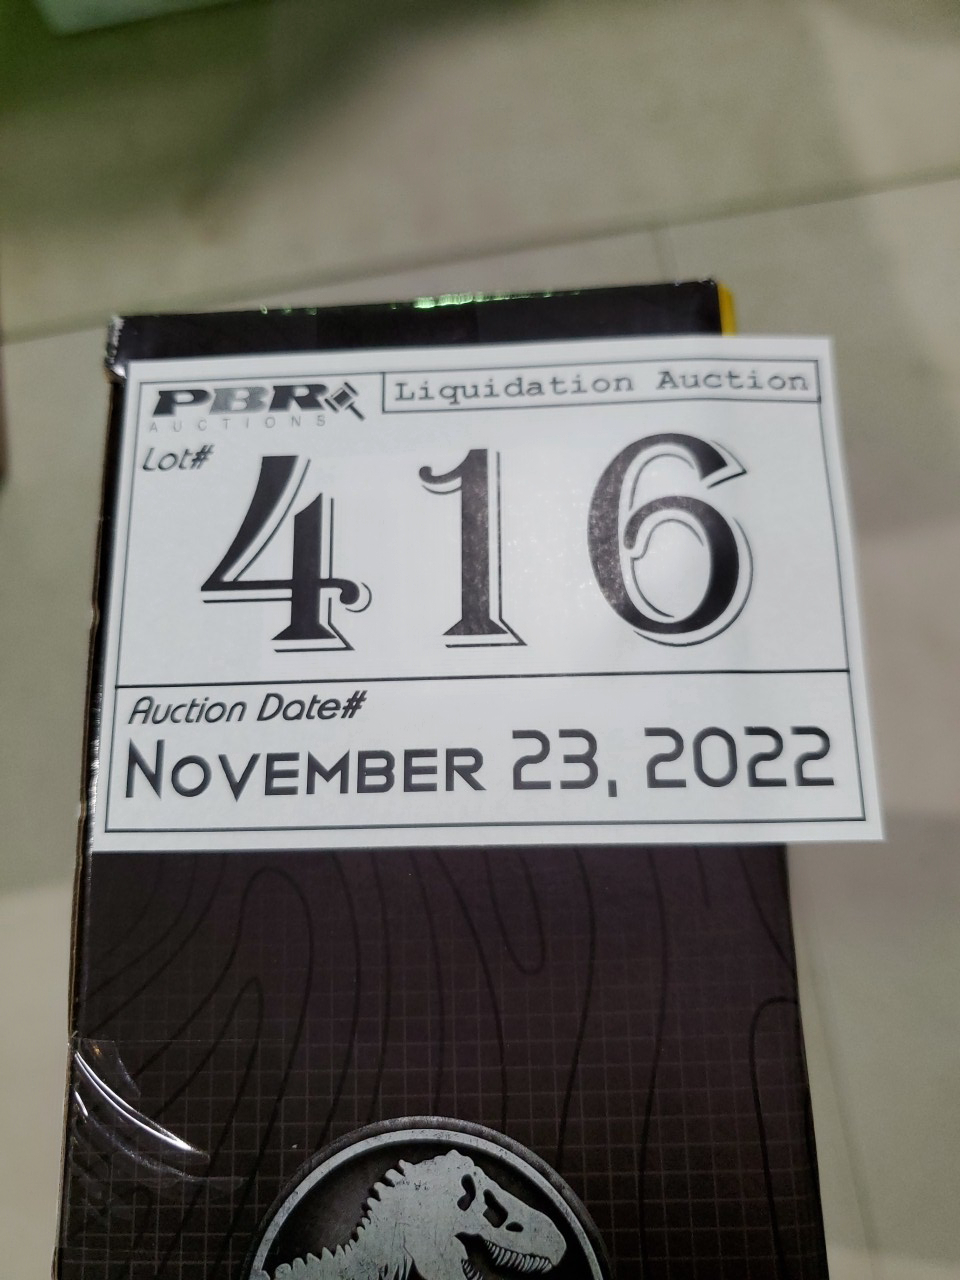 PBR
AUCTIONS
Liquidation Auction
Lot#
416
Auction Date#
NOVEMBER 23, 2022